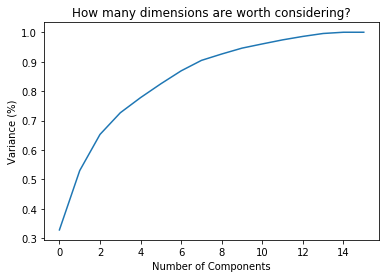 How many dimensions are worth considering?
1.0
0.9
0.8
0.7
0.6
0.5
0.4
0.3
Variance (%)
0 2 4 6 8 10 12 14
Number of Components